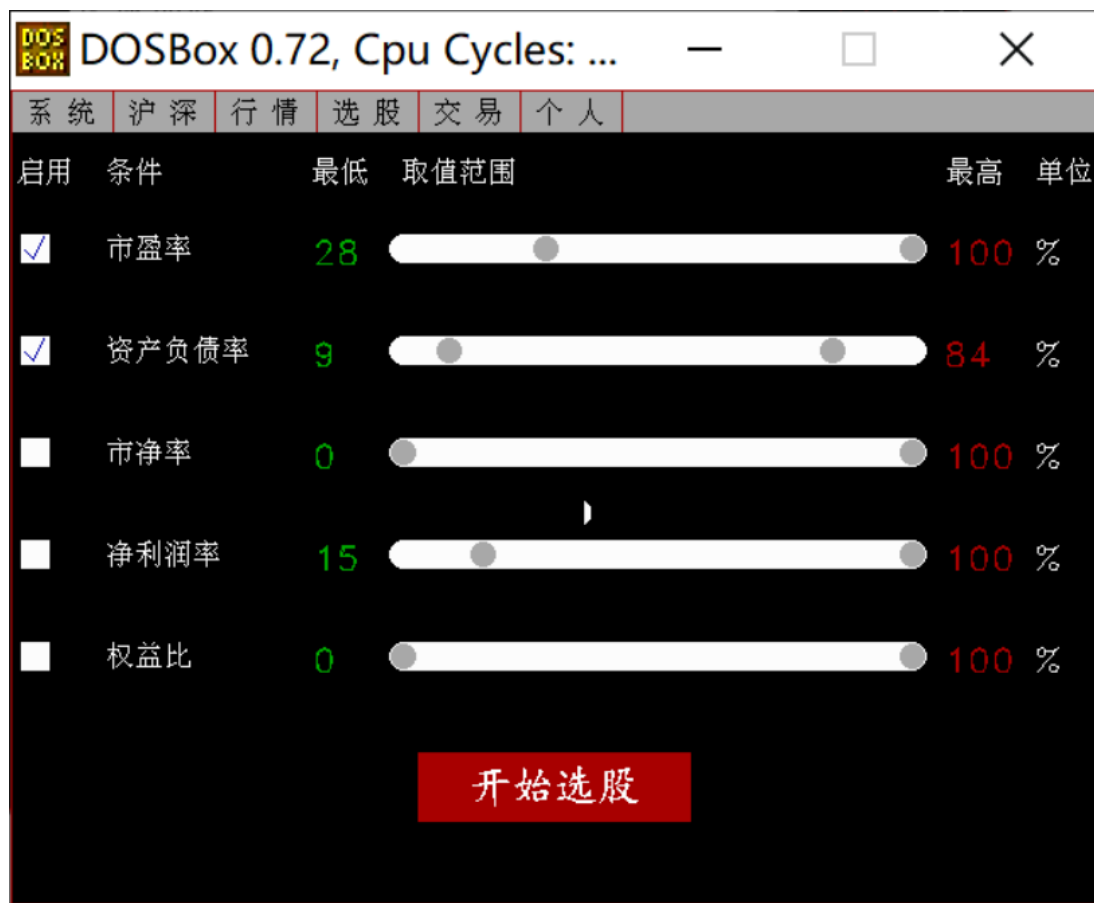 DOS BOX DOSBox 0.72, Cpu Cycles: ...
系统 沪深 行情 选股 交易 个人
启用 条件 最低 取值范围 最高 单位
市盈率 28 100 %
资产负债率 9 84 %
市净率 0 100 %
净利润率 15 100 %
权益比 0 100 %
开始选股